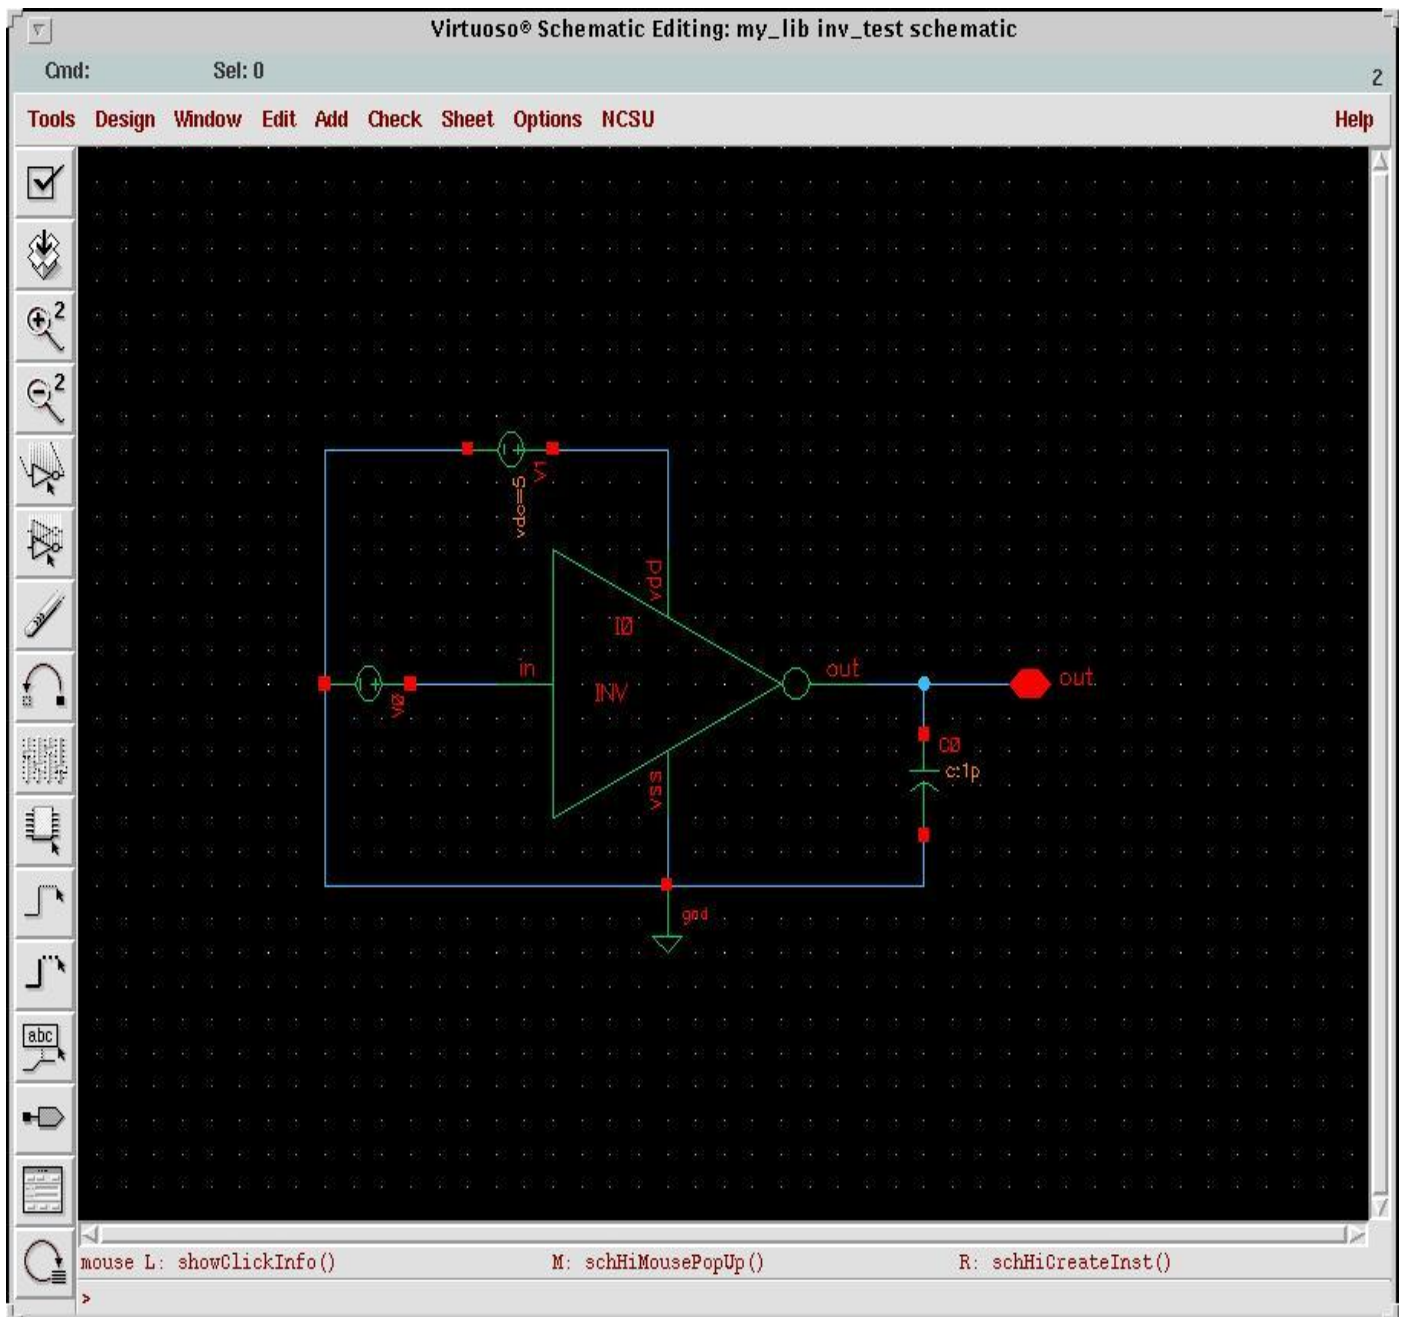 Virtuoso® Schematic Editing: my_lib inv_test schematic
Cmd: Sel: 0 2
Tools Design Window Edit Add Check Sheet Options NCSU Help
2
2
abc
V1
vdc=5
vdd
I0
in
out
out
V0
INV
C0
c:1p
vss
gnd
mouse L: showClickInfo() M: schHiMousePopUp() R: schHiCreateInst()
>